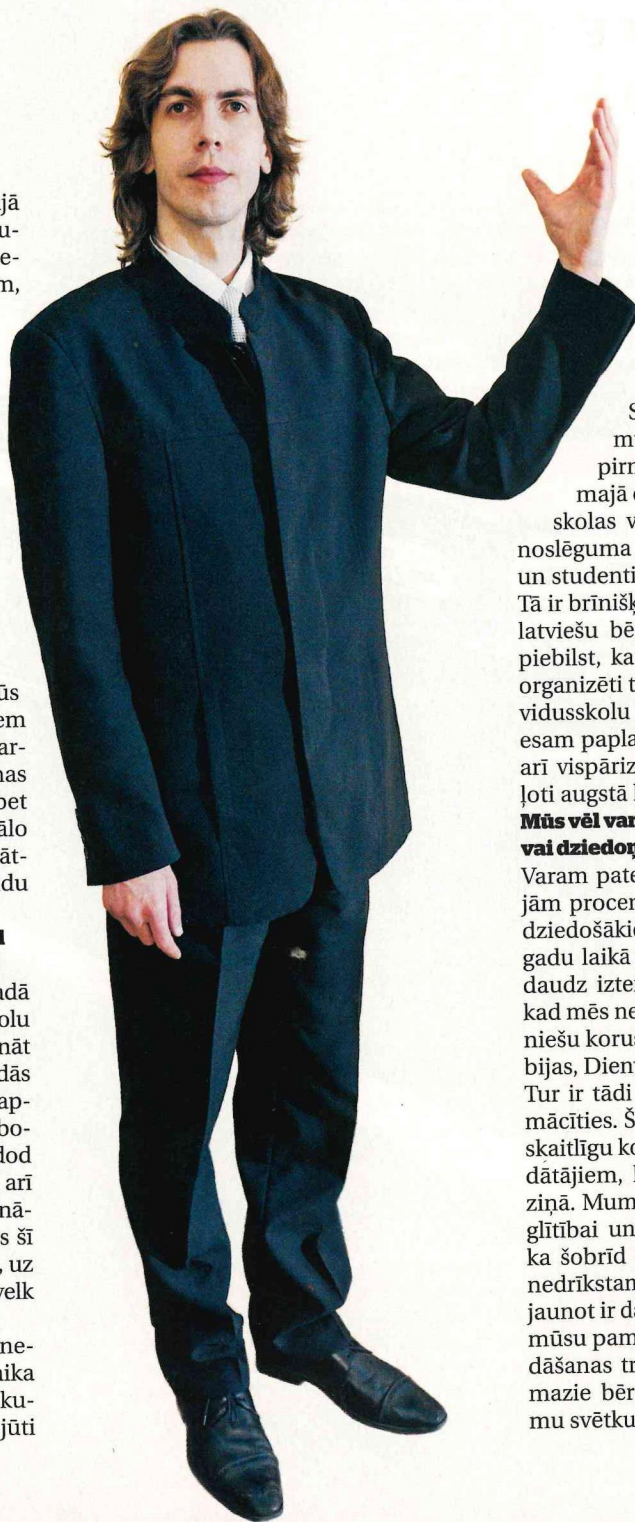 jā
u-
e-
m,
ūs
em
ar-
nas
bet
ālo
āt-
du
l
adā
olu
nāt
dās
ap-
bo-
dod
arī
nā-
s šī
, uz
velk
ne-
aika
ku-
jūti
S
mu
pirm
majā d
skolas v
noslēguma
un studenti
Tā ir brīnišķ
latviešu bē
piebilst, ka
organizēti t
vidusskolu
esam papla
arī vispārīz
ļoti augstā l
Mūs vēl var
vai dziedoņ
Varam pate
jām procen
dziedošākie
gadu laikā
daudz izte
kad mēs ne
niešu korus
bijas, Dien
Tur ir tādi
mācīties. Š
skaitlīgu ko
dātājiem, l
ziņā. Mum
glītībai un
ka šobrīd
nedrīkstam
jaunot ir da
mūsu pam
dāšanas tr
mazie bēr
mu svētku